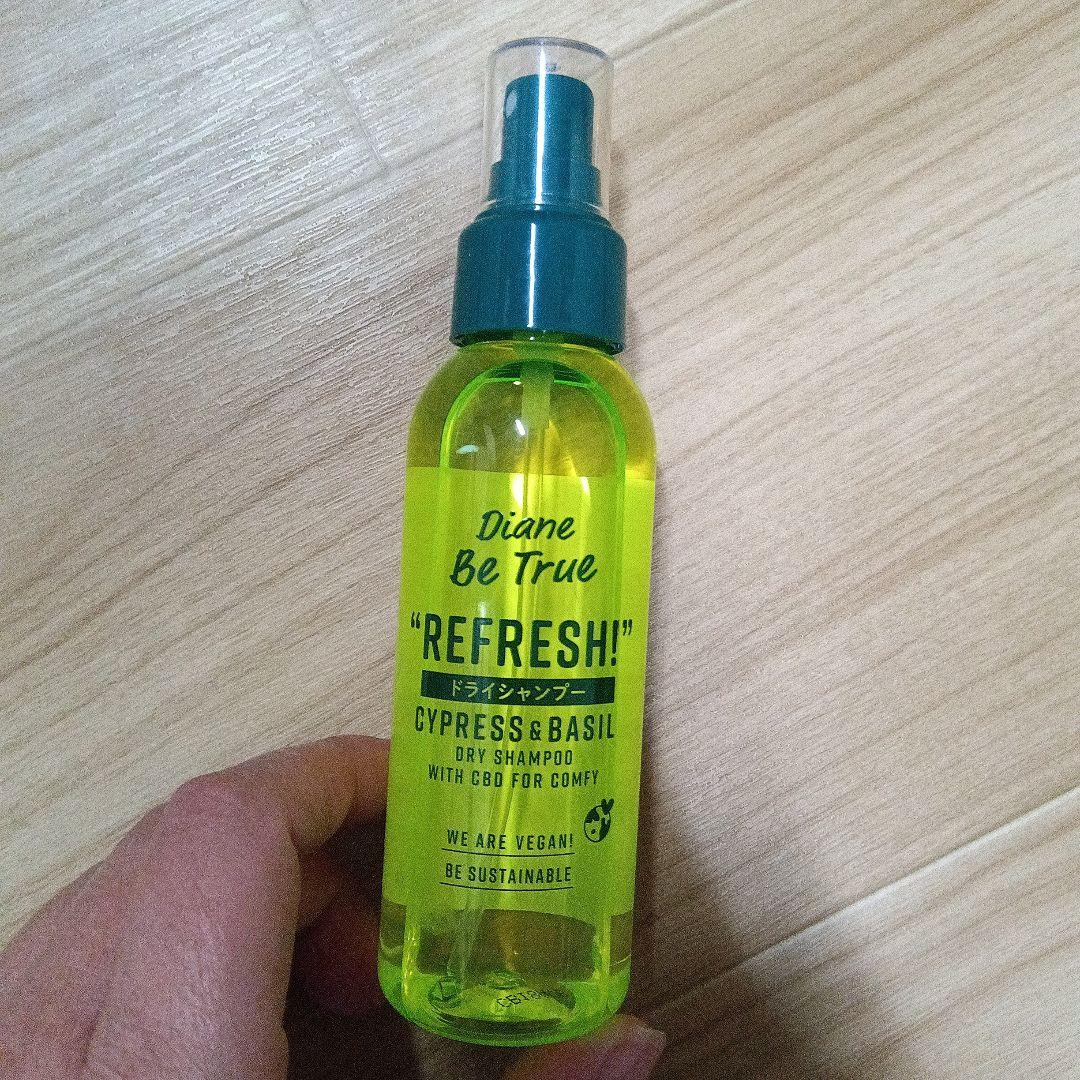 Diane
Be True
"REFRESH!"
ドライシャンプー
CYPRESS & BASIL
DRY SHAMPOO
WITH CBD FOR COMFY
WE ARE VEGAN!
BE SUSTAINABLE